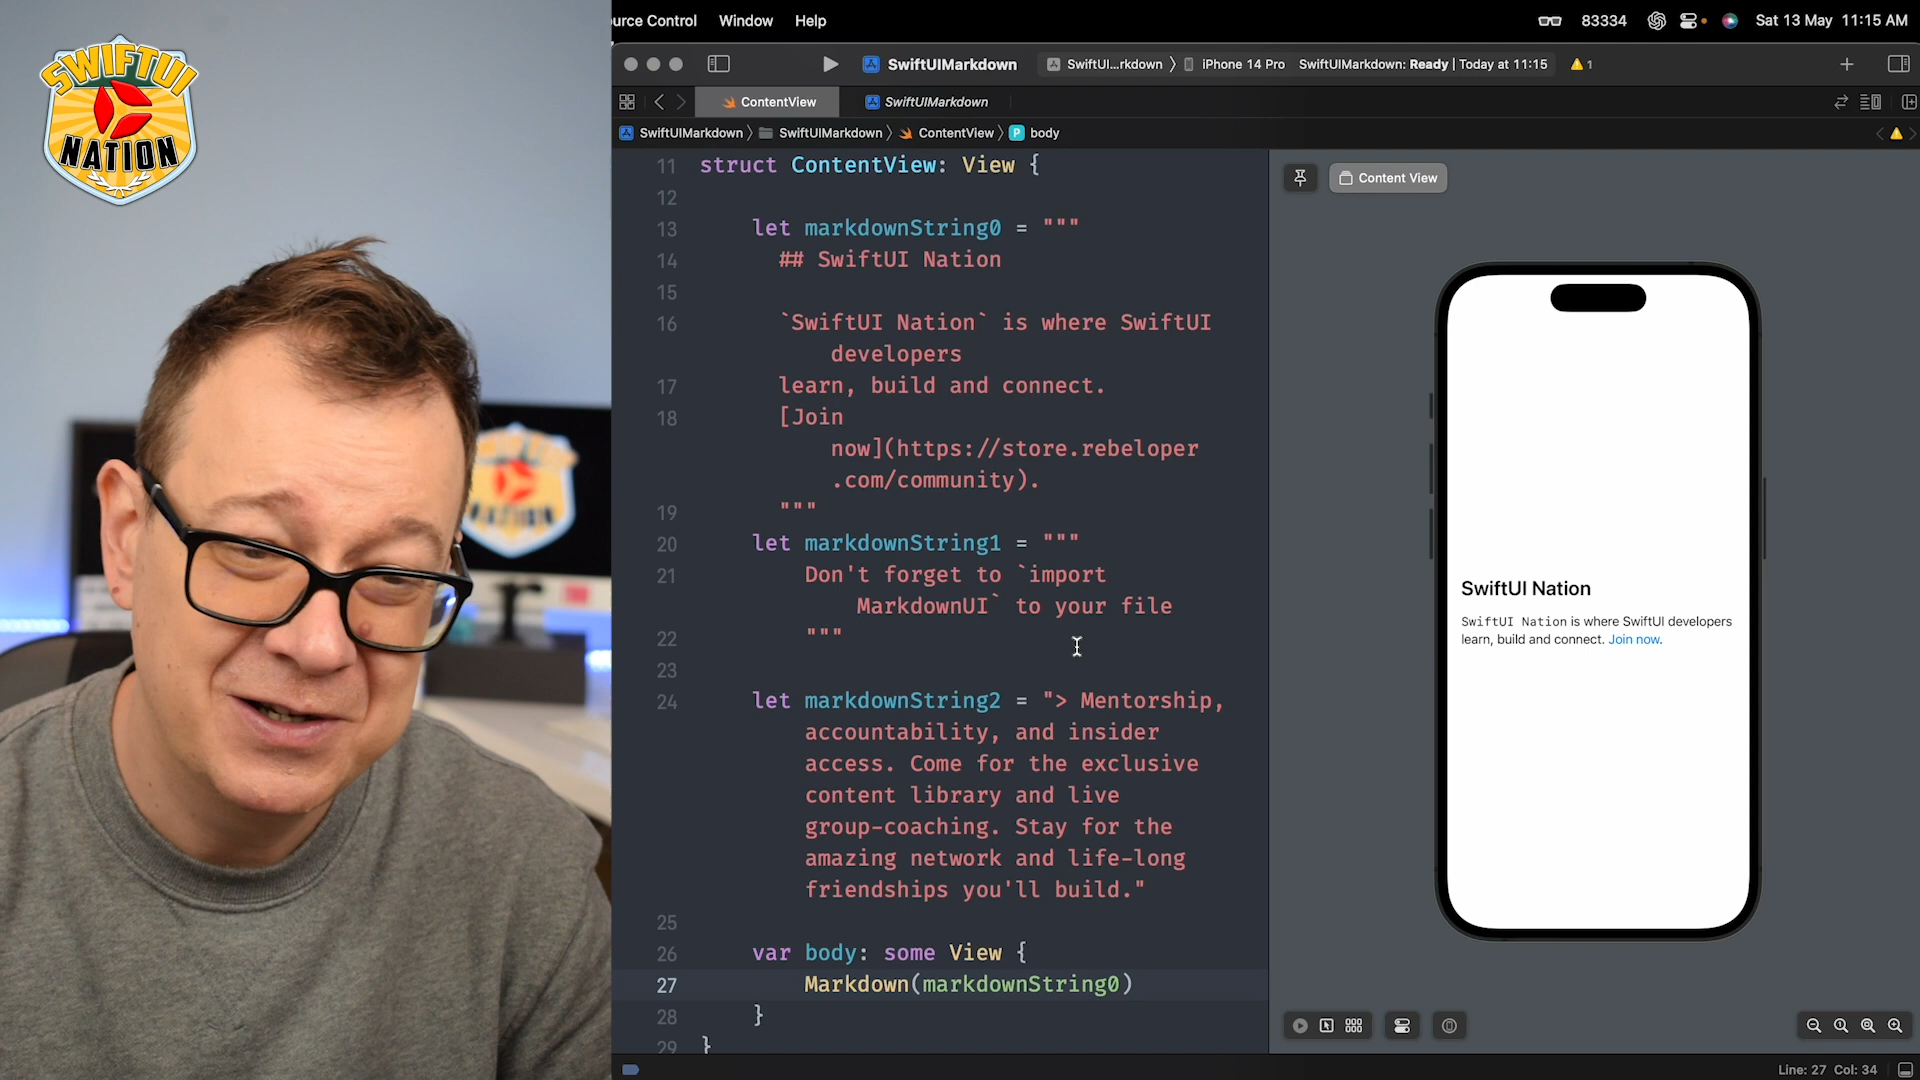 SWIFTUI
NATION
SWIFTUI
NATION
urce Control Window Help
83334 Sat 13 May 11:15 AM
SwiftUIMarkdown SwiftUI...rkdown 〉 iPhone 14 Pro SwiftUIMarkdown: Ready | Today at 11:15 1
ContentView SwiftUIMarkdown
SwiftUIMarkdown 〉 SwiftUIMarkdown 〉 ContentView 〉 P body
11 struct ContentView: View {
12
13 let markdownString0 = """
14 ## SwiftUI Nation
15
16 `SwiftUI Nation` is where SwiftUI
developers
17 learn, build and connect.
18 [Join
now](https://store.rebeloper
.com/community).
19 """
20 let markdownString1 = """
21 Don't forget to `import
MarkdownUI` to your file
22 """
23
24 let markdownString2 = "> Mentorship,
accountability, and insider
access. Come for the exclusive
content library and live
group-coaching. Stay for the
amazing network and life-long
friendships you'll build."
25
26 var body: some View {
27 Markdown(markdownString0)
28 }
29 }
Content View
SwiftUI Nation
SwiftUI Nation is where SwiftUI developers
learn, build and connect. Join now.
Line: 27 Col: 34